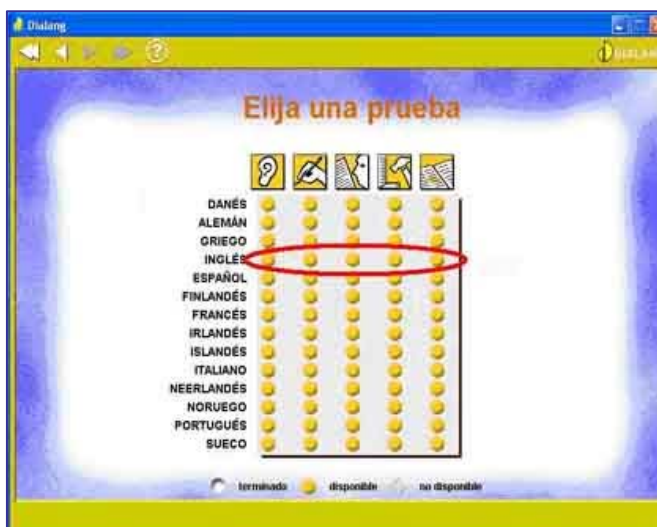 Dialang
DIALANG
Elija una prueba
DANÉS
ALEMÁN
GRIEGO
INGLÉS
ESPAÑOL
FINLANDÉS
FRANCÉS
IRLANDÉS
ISLANDÉS
ITALIANO
NEERLANDÉS
NORUEGO
PORTUGUÉS
SUECO
terminado disponible no disponible